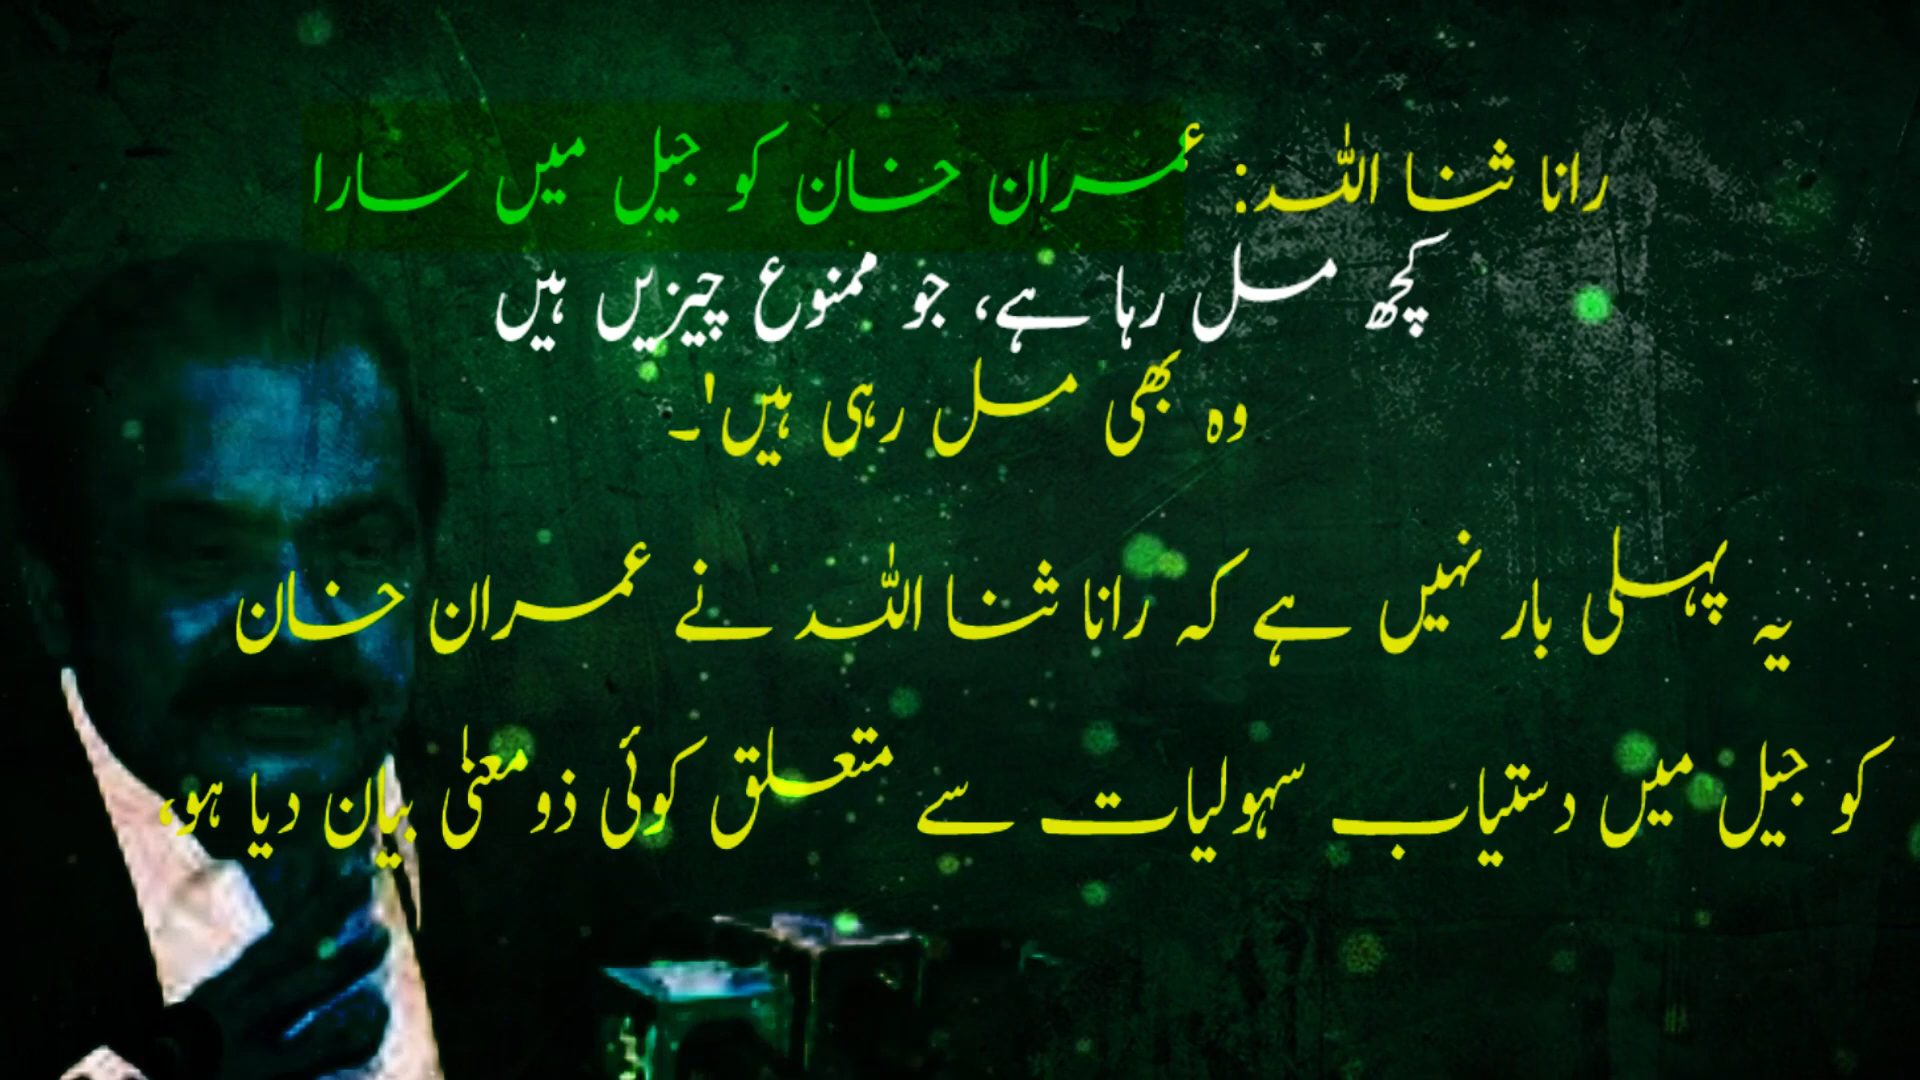 رانا ثنا اللہ: عمران خان کو جیل میں سارا
کچھ مل رہا ہے، جو ممنوع چیزیں ہیں
وہ بھی مل رہی ہیں'۔
یہ پہلی بار نہیں ہے کہ رانا ثنا اللہ نے عمران خان
کو جیل میں دستیاب سہولیات سے متعلق کوئی ذومعنیٰ بیان دیا ہو،